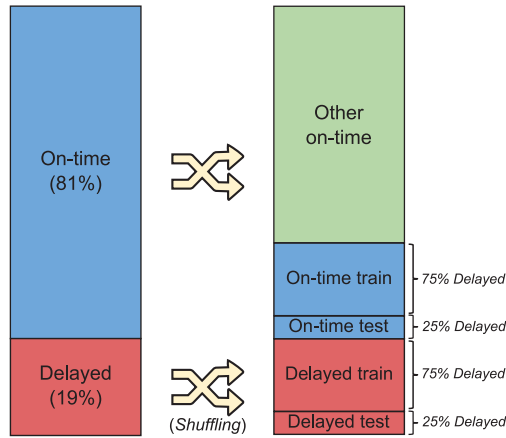 On-time
(81%)
Delayed
(19%)
(Shuffling)
Other
on-time
On-time train
75% Delayed
On-time test
25% Delayed
Delayed train
75% Delayed
Delayed test
25% Delayed